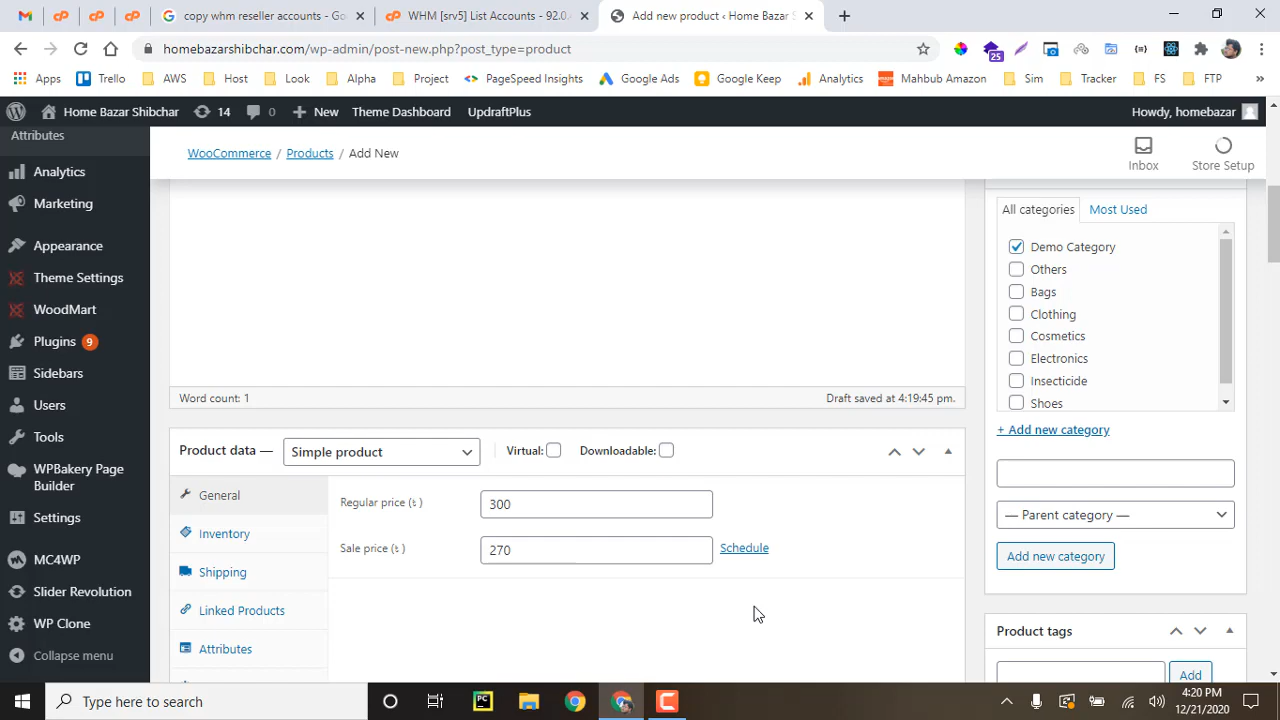 copy whm reseller accounts - Go
WHM [srv5] List Accounts - 92.0.
Add new product ‹ Home Bazar S
homebazarshibchar.com/wp-admin/post-new.php?post_type=product
25
Apps
Trello
AWS
Host
Look
Alpha
Project
PageSpeed Insights
Google Ads
Google Keep
Analytics
Mahbub Amazon
Sim
Tracker
FS
FTP
»
Home Bazar Shibchar
14
0
New
Theme Dashboard
UpdraftPlus
Howdy, homebazar
Attributes
Analytics
Marketing
Appearance
Theme Settings
WoodMart
Plugins 9
Sidebars
Users
Tools
WPBakery Page
Builder
Settings
MC4WP
Slider Revolution
WP Clone
Collapse menu
WooCommerce / Products / Add New
Inbox
Store Setup
Word count: 1
Draft saved at 4:19:45 pm.
Product data —
Simple product
Virtual:
Downloadable:
General
Inventory
Shipping
Linked Products
Attributes
Regular price (৳ )
300
Sale price (৳ )
270
Schedule
All categories
Most Used
Demo Category
Others
Bags
Clothing
Cosmetics
Electronics
Insecticide
Shoes
+ Add new category
— Parent category —
Add new category
Product tags
Add
Type here to search
PC
4:20 PM
12/21/2020